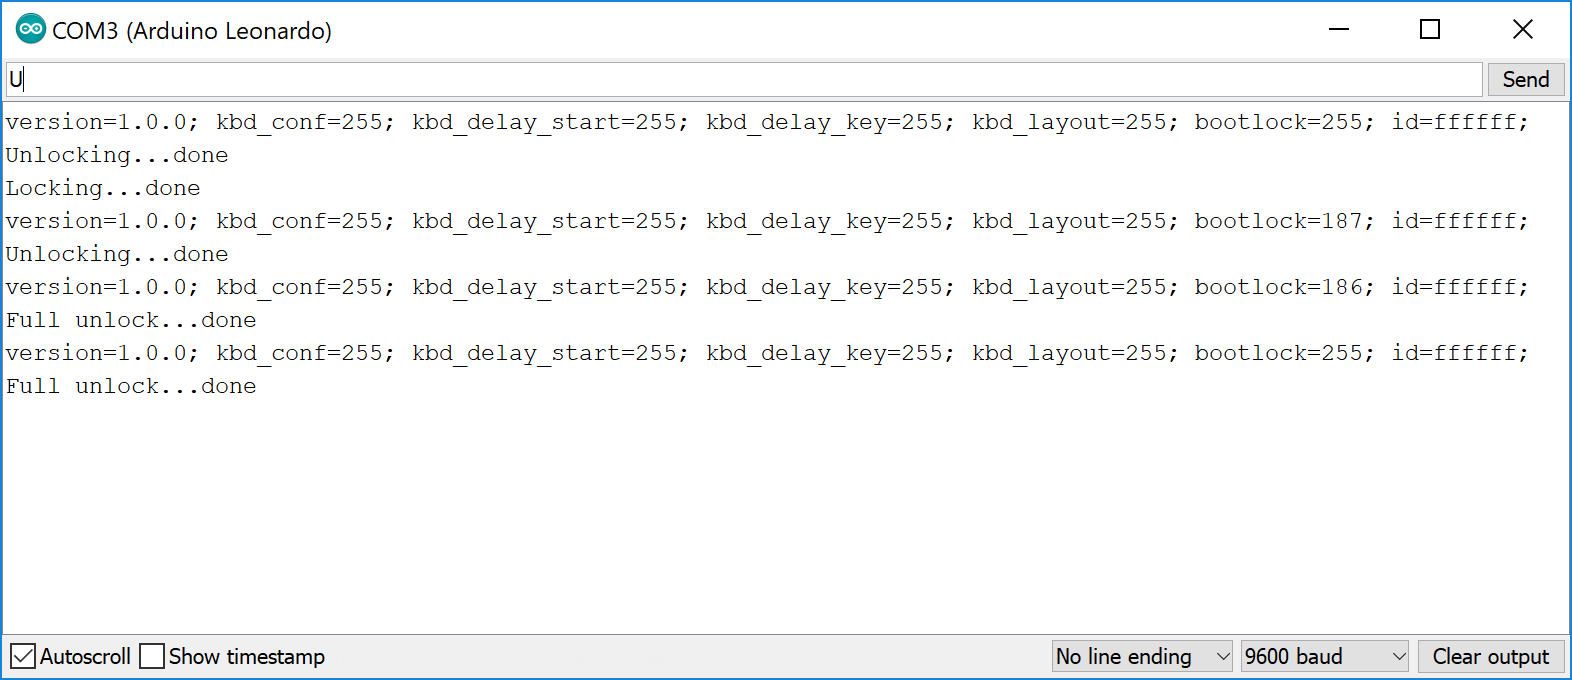 COM3 (Arduino Leonardo)
U
Send
version=1.0.0; kbd_conf=255; kbd_delay_start=255; kbd_delay_key=255; kbd_layout=255; bootlock=255; id=ffffff;
Unlocking...done
Locking...done
version=1.0.0; kbd_conf=255; kbd_delay_start=255; kbd_delay_key=255; kbd_layout=255; bootlock=187; id=ffffff;
Unlocking...done
version=1.0.0; kbd_conf=255; kbd_delay_start=255; kbd_delay_key=255; kbd_layout=255; bootlock=186; id=ffffff;
Full unlock...done
version=1.0.0; kbd_conf=255; kbd_delay_start=255; kbd_delay_key=255; kbd_layout=255; bootlock=255; id=ffffff;
Full unlock...done
Autoscroll Show timestamp No line ending 9600 baud Clear output